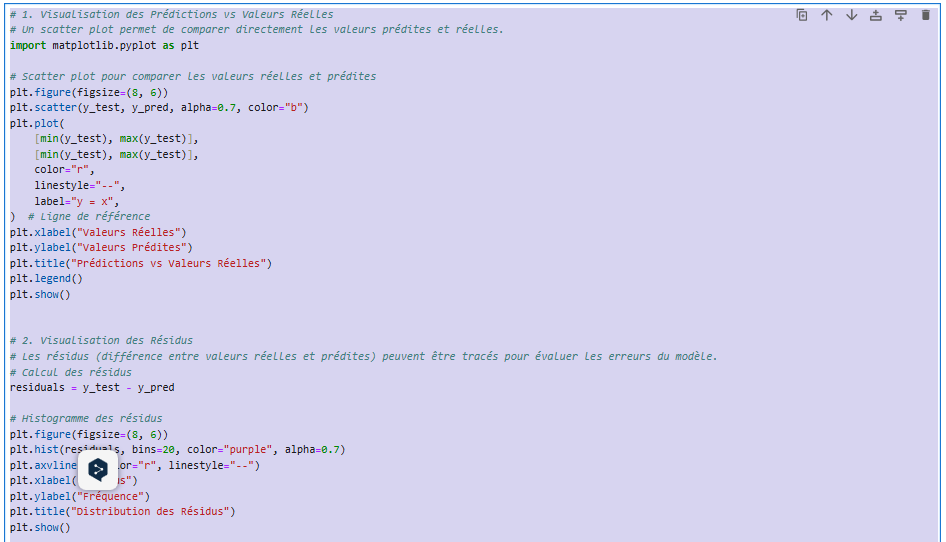 # 1. Visualisation des Prédictions vs Valeurs Réelles
# Un scatter plot permet de comparer directement les valeurs prédites et réelles.
import matplotlib.pyplot as plt
# Scatter plot pour comparer les valeurs réelles et prédites
plt.figure(figsize=(8, 6))
plt.scatter(y_test, y_pred, alpha=0.7, color="b")
plt.plot(
    [min(y_test), max(y_test)],
    [min(y_test), max(y_test)],
    color="r",
    linestyle="--",
    label="y = x",
)  # Ligne de référence
plt.xlabel("Valeurs Réelles")
plt.ylabel("Valeurs Prédites")
plt.title("Prédictions vs Valeurs Réelles")
plt.legend()
plt.show()
# 2. Visualisation des Résidus
# Les résidus (différence entre valeurs réelles et prédites) peuvent être tracés pour évaluer les erreurs du modèle.
# Calcul des résidus
residuals = y_test - y_pred
# Histogramme des résidus
plt.figure(figsize=(8, 6))
plt.hist(residuals, bins=20, color="purple", alpha=0.7)
plt.axvline or="r", linestyle="--")
plt.xlabel( us")
plt.ylabel("Fréquence")
plt.title("Distribution des Résidus")
plt.show()